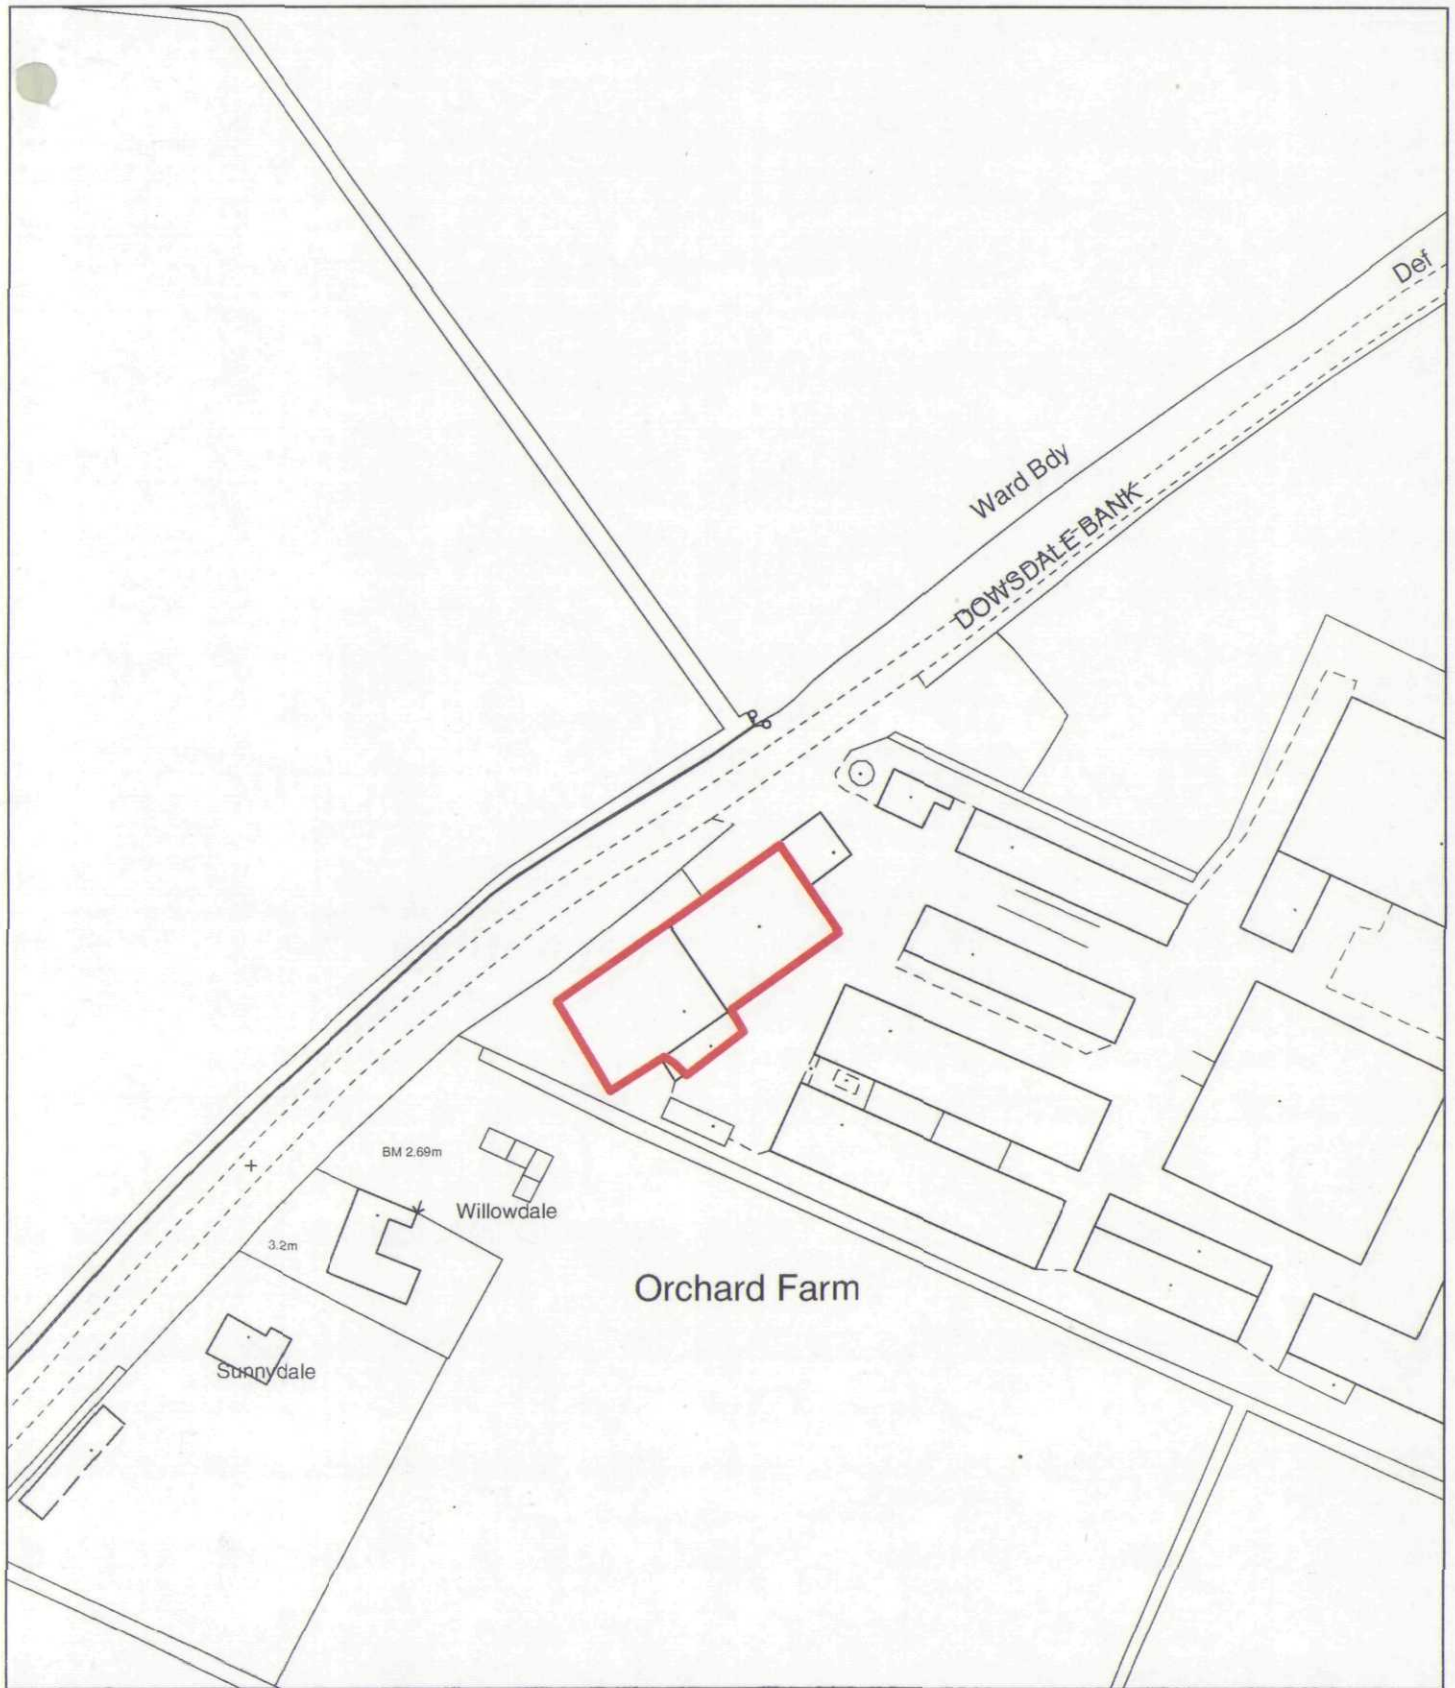 Def
Ward Bdy
DOWSDALE BANK
BM 2.69m
Willowdale
3.2m
Orchard Farm
Sunnydale